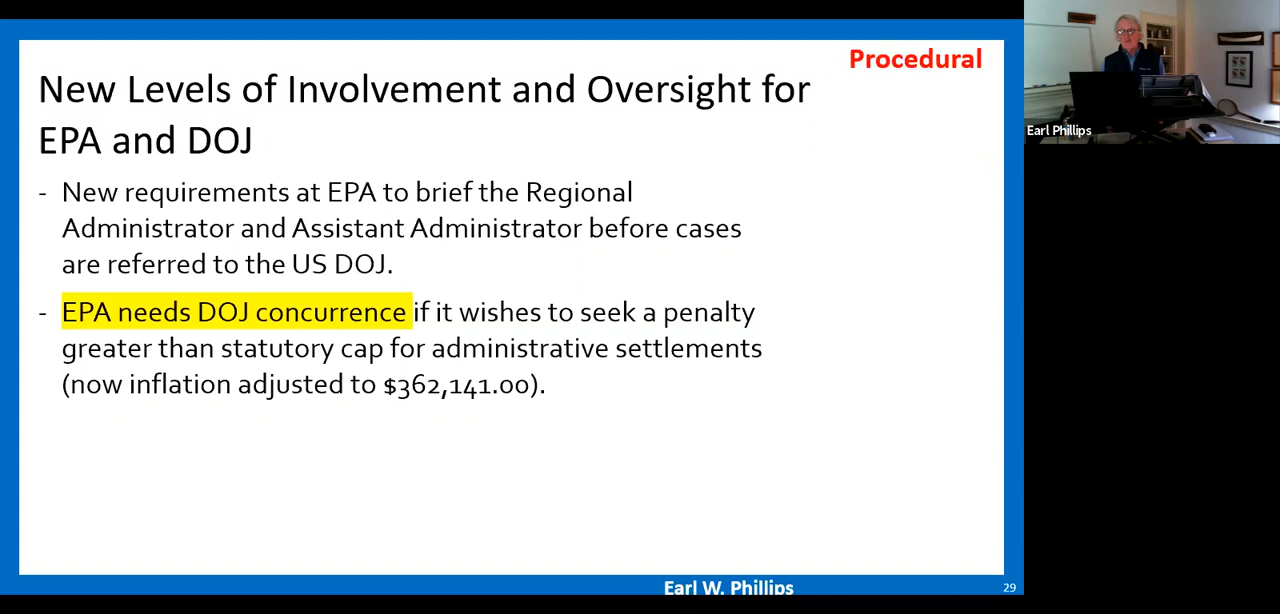 Procedural
New Levels of Involvement and Oversight for
EPA and DOJ
- New requirements at EPA to brief the Regional
Administrator and Assistant Administrator before cases
are referred to the US DOJ.
- EPA needs DOJ concurrence if it wishes to seek a penalty
greater than statutory cap for administrative settlements
(now inflation adjusted to $362,141.00).
Earl W. Phillips
29
Earl Phillips